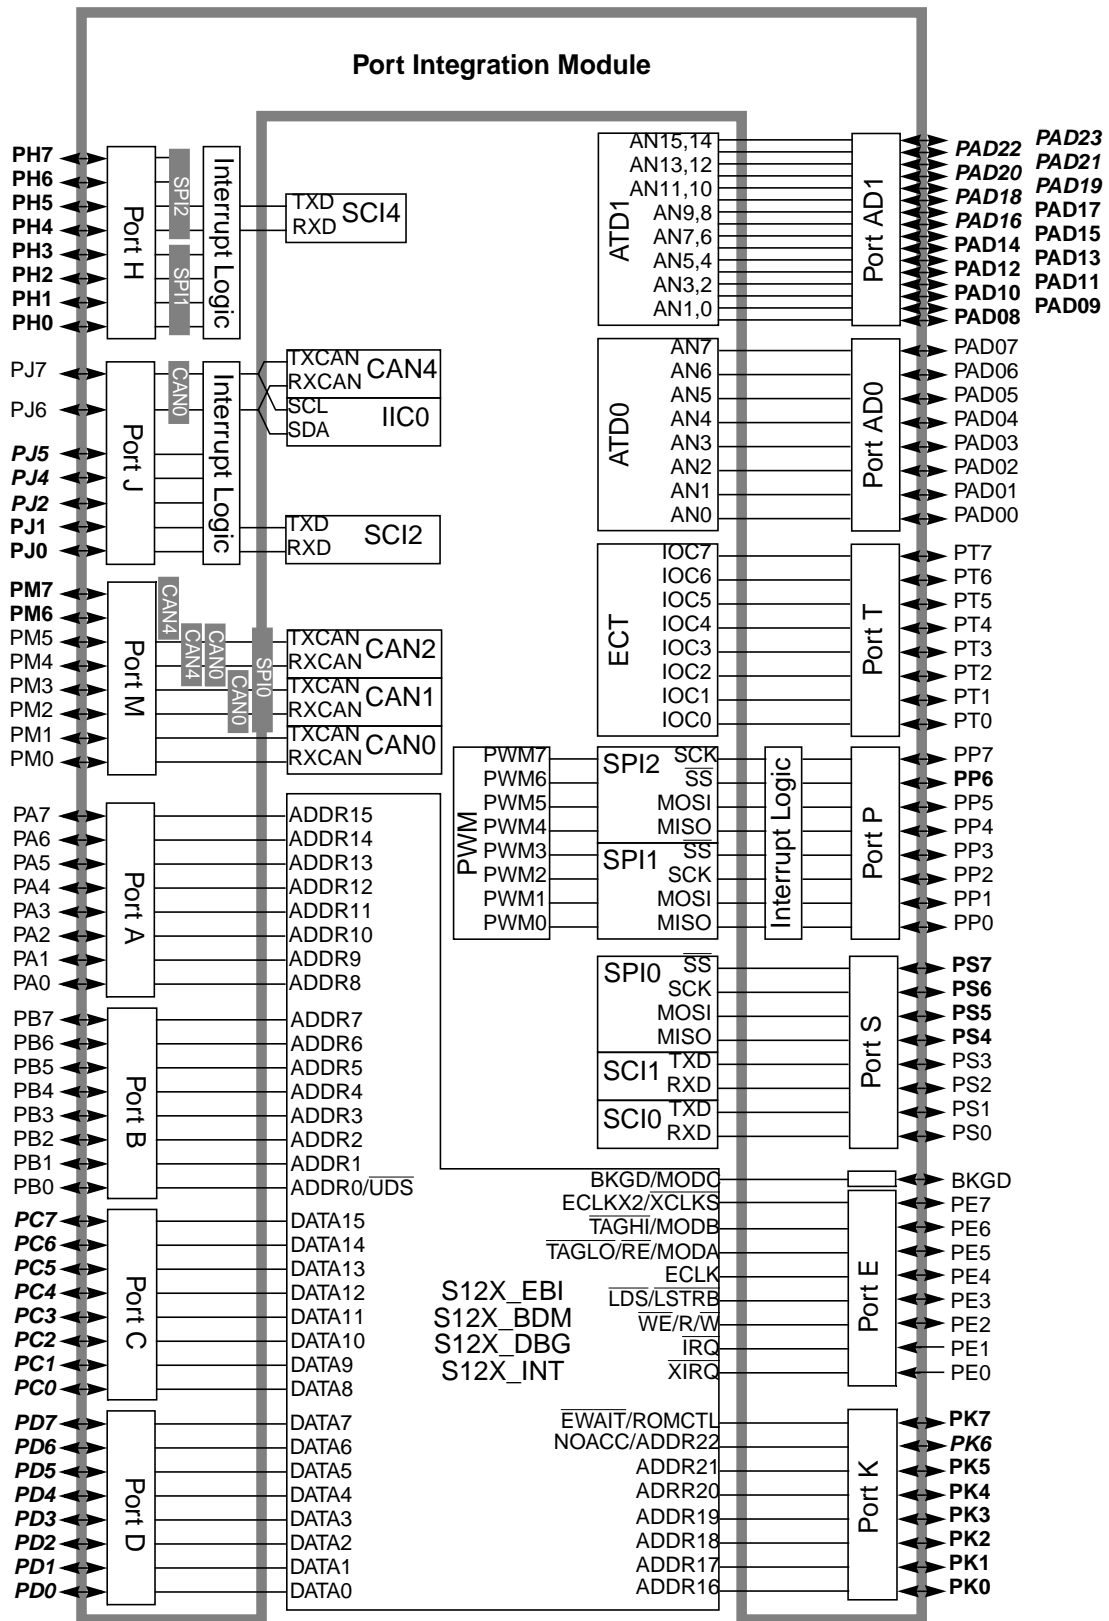 Port Integration Module
PH7
PH6
PH5
PH4
PH3
PH2
PH1
PH0
Port H
SPI2
SPI1
Interrupt Logic
TXD
RXD
SCI4
PJ7
PJ6
PJ5
PJ4
PJ2
PJ1
PJ0
Port J
CAN0
Interrupt Logic
TXCAN
RXCAN
CAN4
SCL
SDA
IIC0
TXD
RXD
SCI2
PM7
PM6
PM5
PM4
PM3
PM2
PM1
PM0
Port M
CAN4
CAN4
CAN0
CAN0
SPI0
TXCAN
RXCAN
CAN2
TXCAN
RXCAN
CAN1
TXCAN
RXCAN
CAN0
PA7
PA6
PA5
PA4
PA3
PA2
PA1
PA0
Port A
ADDR15
ADDR14
ADDR13
ADDR12
ADDR11
ADDR10
ADDR9
ADDR8
PB7
PB6
PB5
PB4
PB3
PB2
PB1
PB0
Port B
ADDR7
ADDR6
ADDR5
ADDR4
ADDR3
ADDR2
ADDR1
ADDR0/UDS
PC7
PC6
PC5
PC4
PC3
PC2
PC1
PC0
Port C
DATA15
DATA14
DATA13
DATA12
DATA11
DATA10
DATA9
DATA8
PD7
PD6
PD5
PD4
PD3
PD2
PD1
PD0
Port D
DATA7
DATA6
DATA5
DATA4
DATA3
DATA2
DATA1
DATA0
S12X_EBI
S12X_BDM
S12X_DBG
S12X_INT
ATD1
AN15,14
AN13,12
AN11,10
AN9,8
AN7,6
AN5,4
AN3,2
AN1,0
Port AD1
PAD23
PAD22
PAD21
PAD20
PAD19
PAD18
PAD17
PAD16
PAD15
PAD14
PAD13
PAD12
PAD11
PAD10
PAD09
PAD08
ATD0
AN7
AN6
AN5
AN4
AN3
AN2
AN1
AN0
Port AD0
PAD07
PAD06
PAD05
PAD04
PAD03
PAD02
PAD01
PAD00
ECT
IOC7
IOC6
IOC5
IOC4
IOC3
IOC2
IOC1
IOC0
Port T
PT7
PT6
PT5
PT4
PT3
PT2
PT1
PT0
PWM
PWM7
PWM6
PWM5
PWM4
PWM3
PWM2
PWM1
PWM0
SPI2
SCK
SS
MOSI
MISO
SPI1
SS
SCK
MOSI
MISO
Interrupt Logic
Port P
PP7
PP6
PP5
PP4
PP3
PP2
PP1
PP0
SPI0
SS
SCK
MOSI
MISO
SCI1
TXD
RXD
SCI0
TXD
RXD
Port S
PS7
PS6
PS5
PS4
PS3
PS2
PS1
PS0
BKGD/MODC
ECLKX2/XCLKS
TAGHI/MODB
TAGLO/RE/MODA
ECLK
LDS/LSTRB
WE/R/W
IRQ
XIRQ
Port E
BKGD
PE7
PE6
PE5
PE4
PE3
PE2
PE1
PE0
EWAIT/ROMCTL
NOACC/ADDR22
ADDR21
ADRR20
ADDR19
ADDR18
ADDR17
ADDR16
Port K
PK7
PK6
PK5
PK4
PK3
PK2
PK1
PK0